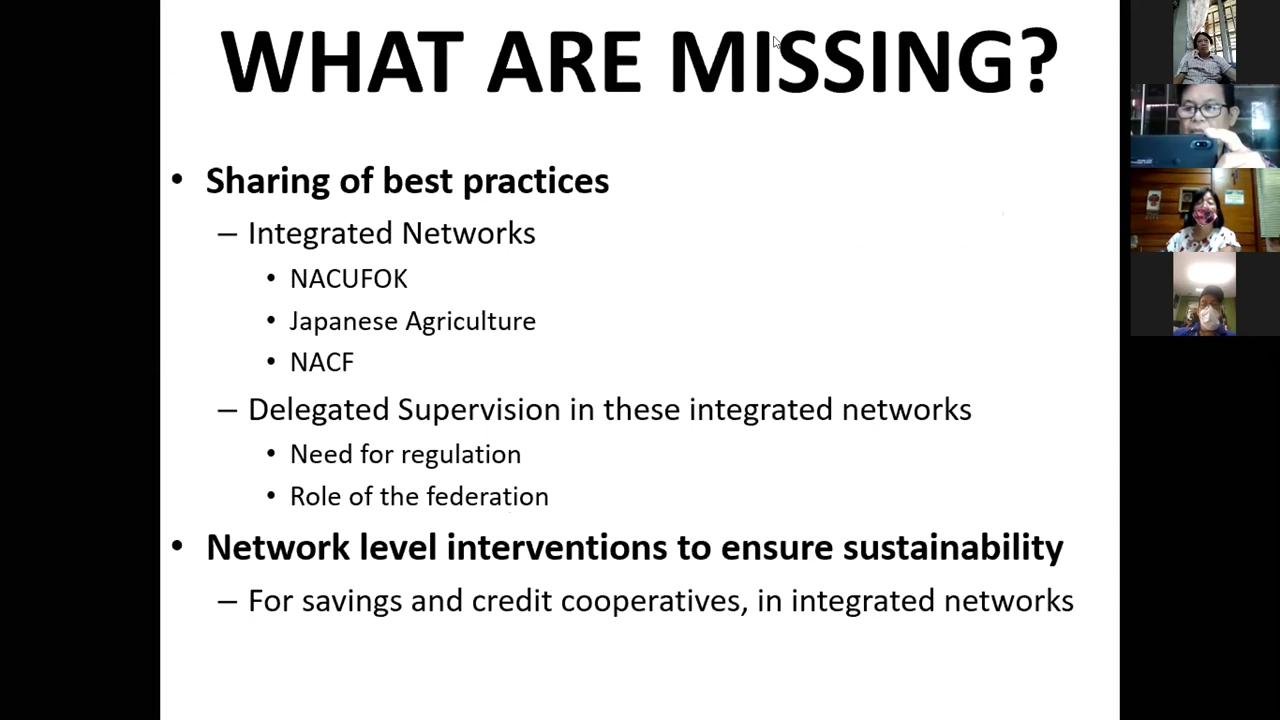 WHAT ARE MISSING?
• Sharing of best practices
– Integrated Networks
• NACUFOK
• Japanese Agriculture
• NACF
– Delegated Supervision in these integrated networks
• Need for regulation
• Role of the federation
• Network level interventions to ensure sustainability
– For savings and credit cooperatives, in integrated networks